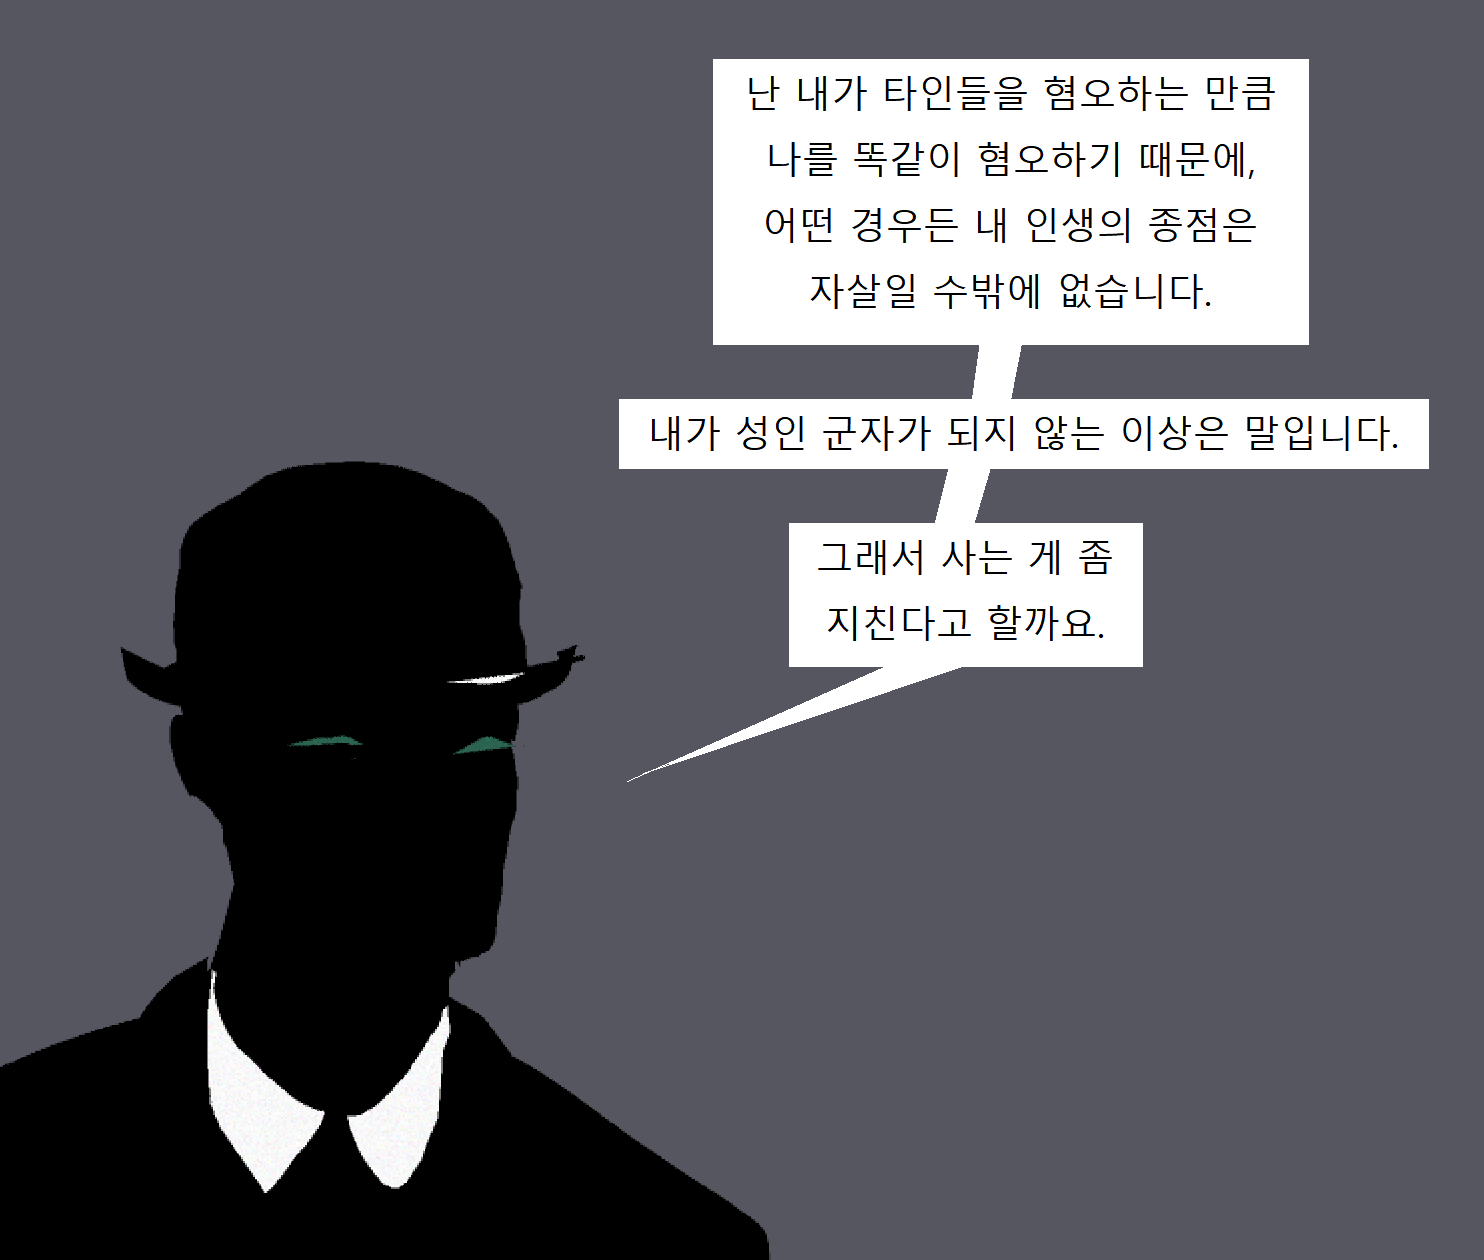 난 내가 타인들을 혐오하는 만큼
나를 똑같이 혐오하기 때문에,
어떤 경우든 내 인생의 종점은
자살일 수밖에 없습니다.
내가 성인 군자가 되지 않는 이상은 말입니다.
그래서 사는 게 좀
지친다고 할까요.